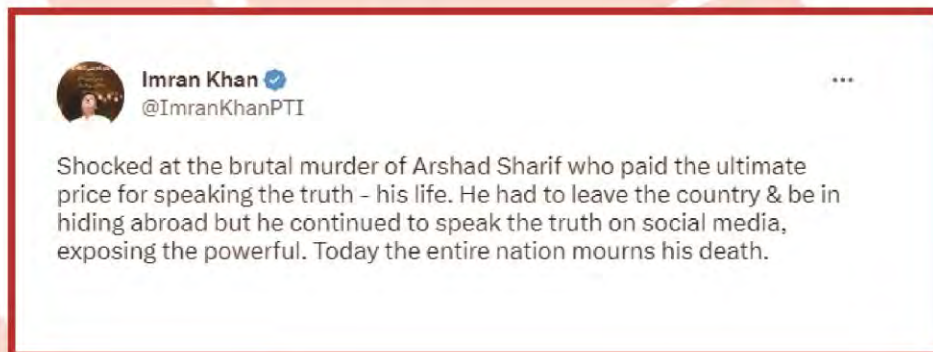 Imran Khan
@ImranKhanPTI
Shocked at the brutal murder of Arshad Sharif who paid the ultimate
price for speaking the truth – his life. He had to leave the country & be in
hiding abroad but he continued to speak the truth on social media,
exposing the powerful. Today the entire nation mourns his death.